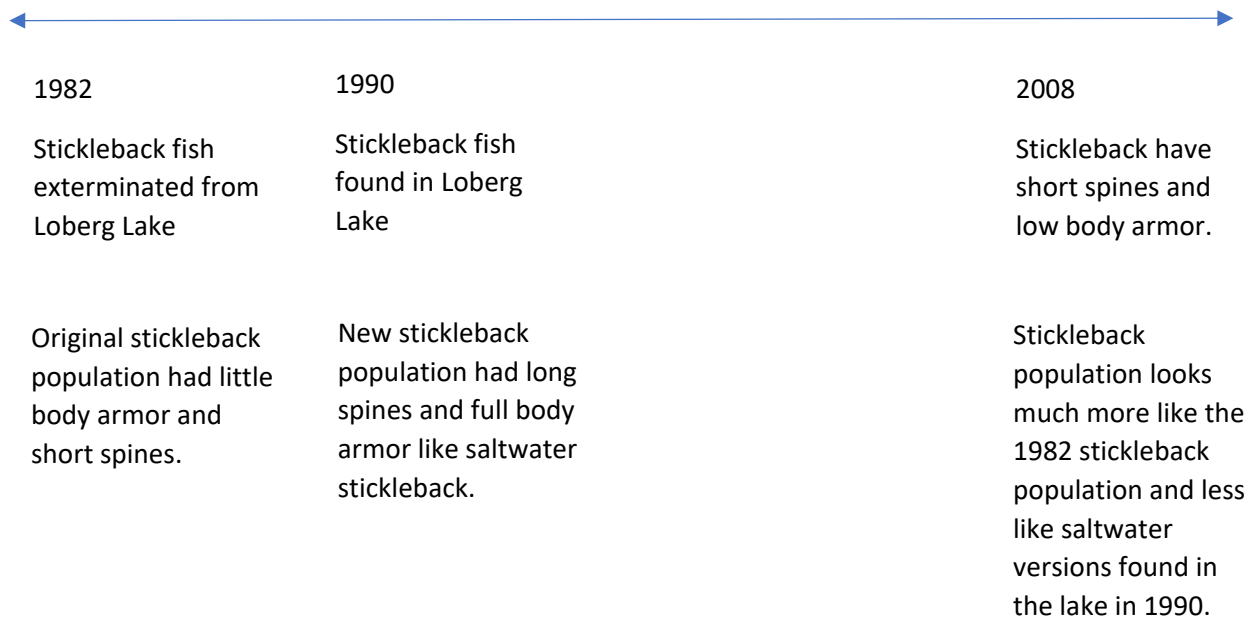 1982
Stickleback fish
exterminated from
Loberg Lake
Original stickleback
population had little
body armor and
short spines.
1990
Stickleback fish
found in Loberg
Lake
New stickleback
population had long
spines and full body
armor like saltwater
stickleback.
2008
Stickleback have
short spines and
low body armor.
Stickleback
population looks
much more like the
1982 stickleback
population and less
like saltwater
versions found in
the lake in 1990.